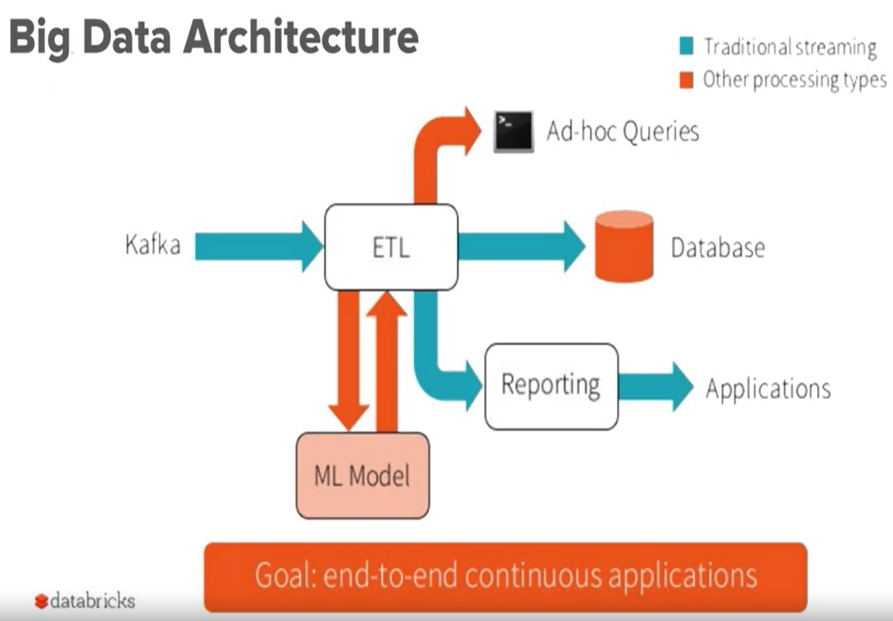 Big Data Architecture
Traditional streaming
Other processing types
>_
Ad-hoc Queries
Kafka
ETL
Database
Reporting
Applications
ML Model
Goal: end-to-end continuous applications
databricks